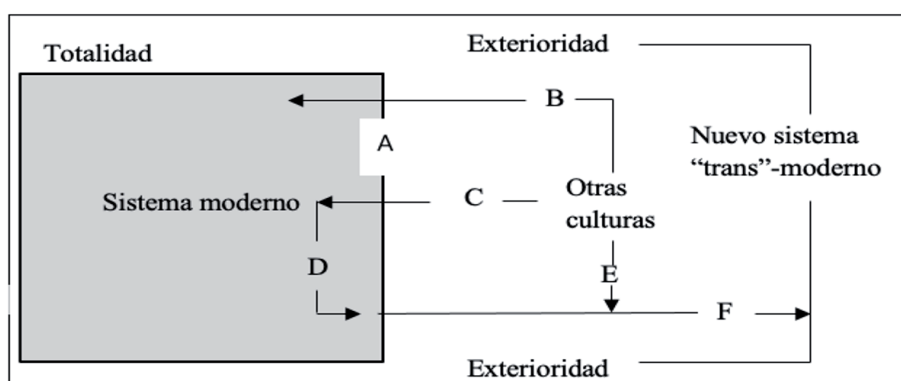 Exterioridad
Totalidad
B
A
Nuevo sistema
“trans”-moderno
Sistema moderno
C
Otras
culturas
D
E
F
Exterioridad